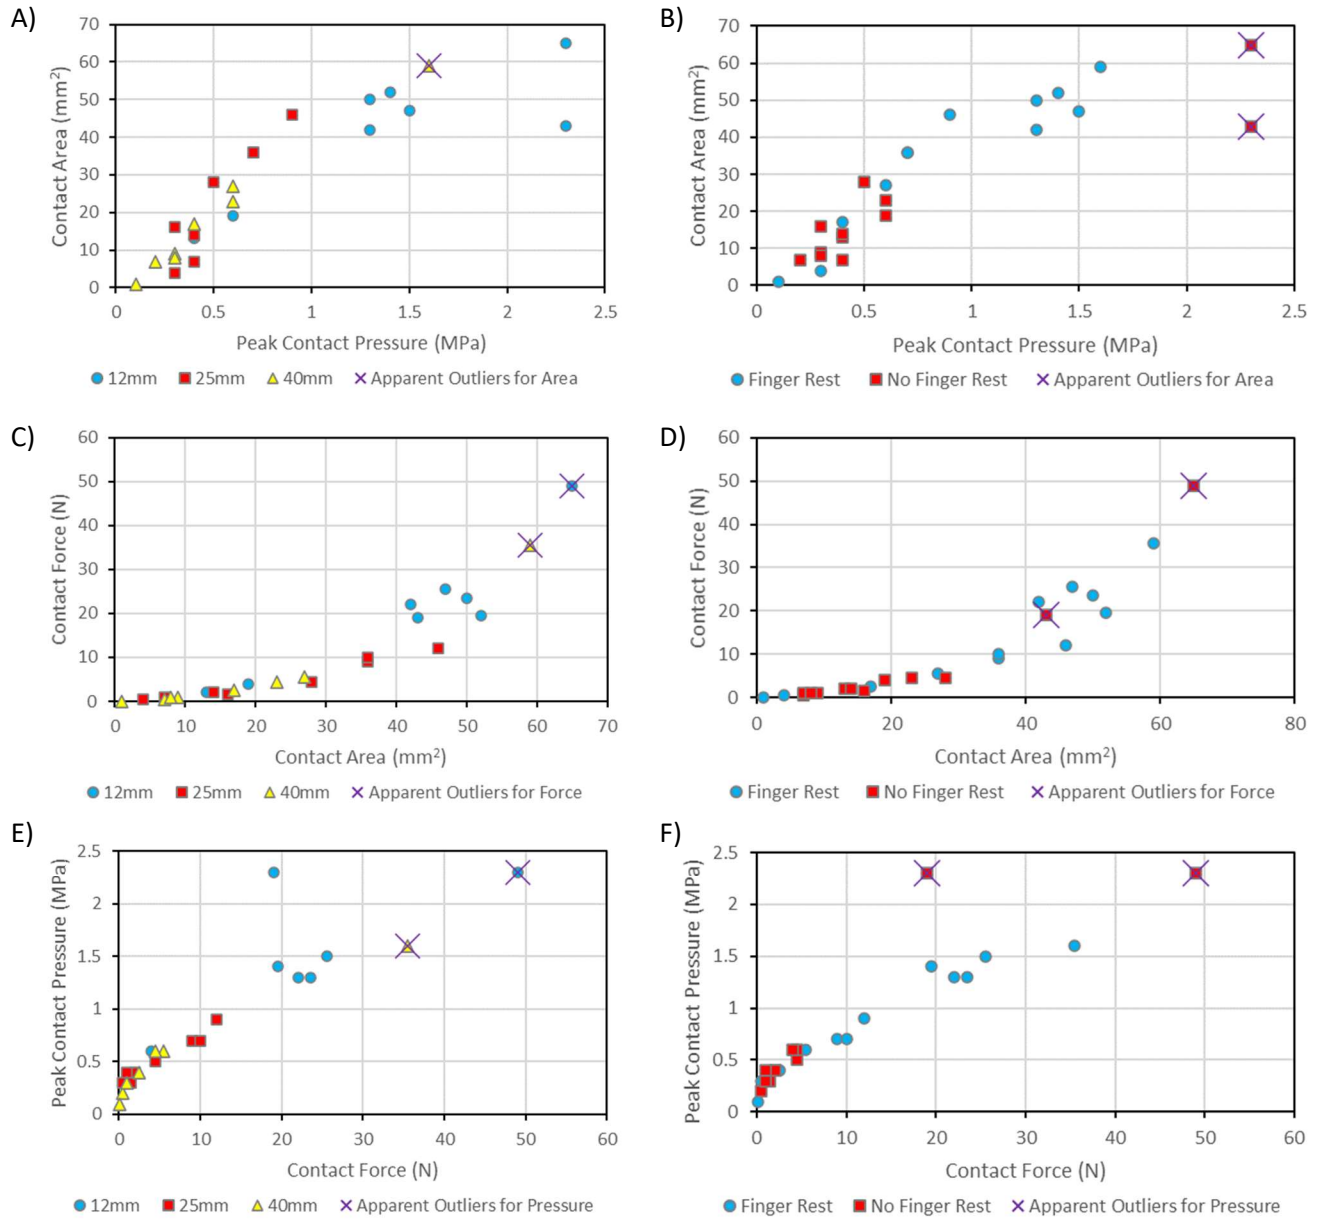 A)
70
60
50
40
30
20
10
0
Contact Area (mm²)
0 0.5 1 1.5 2 2.5
Peak Contact Pressure (MPa)
12mm 25mm 40mm Apparent Outliers for Area
B)
70
60
50
40
30
20
10
0
Contact Area (mm²)
0 0.5 1 1.5 2 2.5
Peak Contact Pressure (MPa)
Finger Rest No Finger Rest Apparent Outliers for Area
C)
60
50
40
30
20
10
0
Contact Force (N)
0 10 20 30 40 50 60 70
Contact Area (mm²)
12mm 25mm 40mm Apparent Outliers for Force
D)
60
50
40
30
20
10
0
Contact Force (N)
0 20 40 60 80
Contact Area (mm²)
Finger Rest No Finger Rest Apparent Outliers for Force
E)
2.5
2
1.5
1
0.5
0
Peak Contact Pressure (MPa)
0 10 20 30 40 50 60
Contact Force (N)
12mm 25mm 40mm Apparent Outliers for Pressure
F)
2.5
2
1.5
1
0.5
0
Peak Contact Pressure (MPa)
0 10 20 30 40 50 60
Contact Force (N)
Finger Rest No Finger Rest Apparent Outliers for Pressure